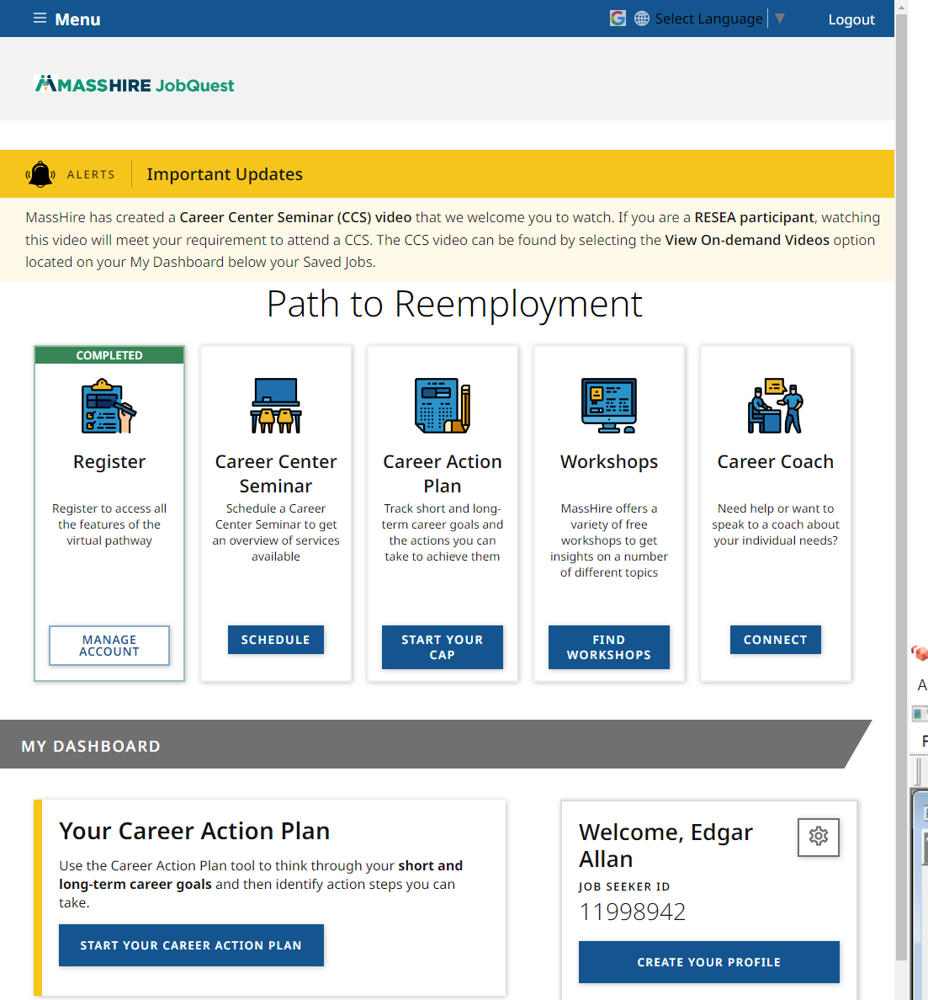 Menu
Select Language
Logout
MASSHIRE JobQuest
ALERTS
Important Updates
MassHire has created a Career Center Seminar (CCS) video that we welcome you to watch. If you are a RESEA participant, watching
this video will meet your requirement to attend a CCS. The CCS video can be found by selecting the View On-demand Videos option
located on your My Dashboard below your Saved Jobs.
Path to Reemployment
COMPLETED
Register
Register to access all
the features of the
virtual pathway
MANAGE
ACCOUNT
Career Center
Seminar
Schedule a Career
Center Seminar to get
an overview of services
available
SCHEDULE
Career Action
Plan
Track short and long-
term career goals and
the actions you can
take to achieve them
START YOUR
CAP
Workshops
MassHire offers a
variety of free
workshops to get
insights on a number
of different topics
FIND
WORKSHOPS
Career Coach
Need help or want to
speak to a coach about
your individual needs?
CONNECT
A
F
MY DASHBOARD
Your Career Action Plan
Use the Career Action Plan tool to think through your short and
long-term career goals and then identify action steps you can
take.
START YOUR CAREER ACTION PLAN
Welcome, Edgar
Allan
JOB SEEKER ID
11998942
CREATE YOUR PROFILE